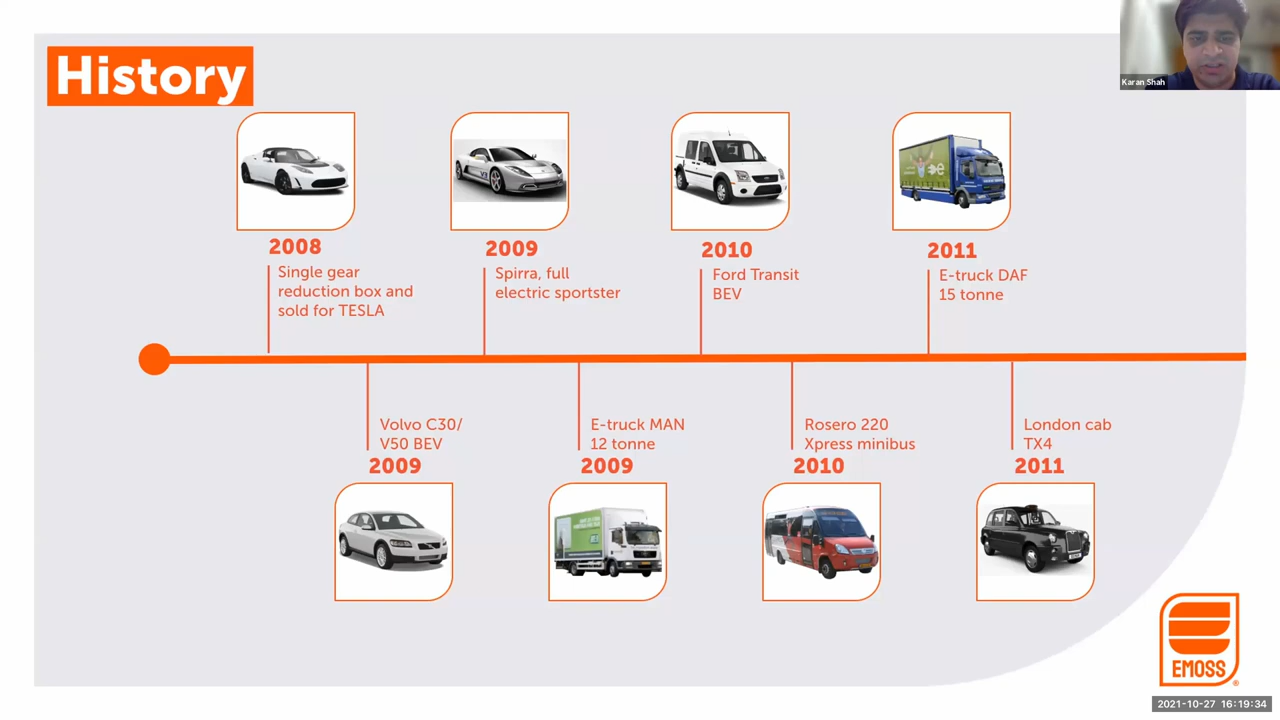 History
Karan Shah
2008
Single gear
reduction box and
sold for TESLA
2009
Spirra, full
electric sportster
2010
Ford Transit
BEV
2011
E-truck DAF
15 tonne
Volvo C30/
V50 BEV
2009
E-truck MAN
12 tonne
2009
Rosero 220
Xpress minibus
2010
London cab
TX4
2011
EMOSS
®
2021-10-27 16:19:34